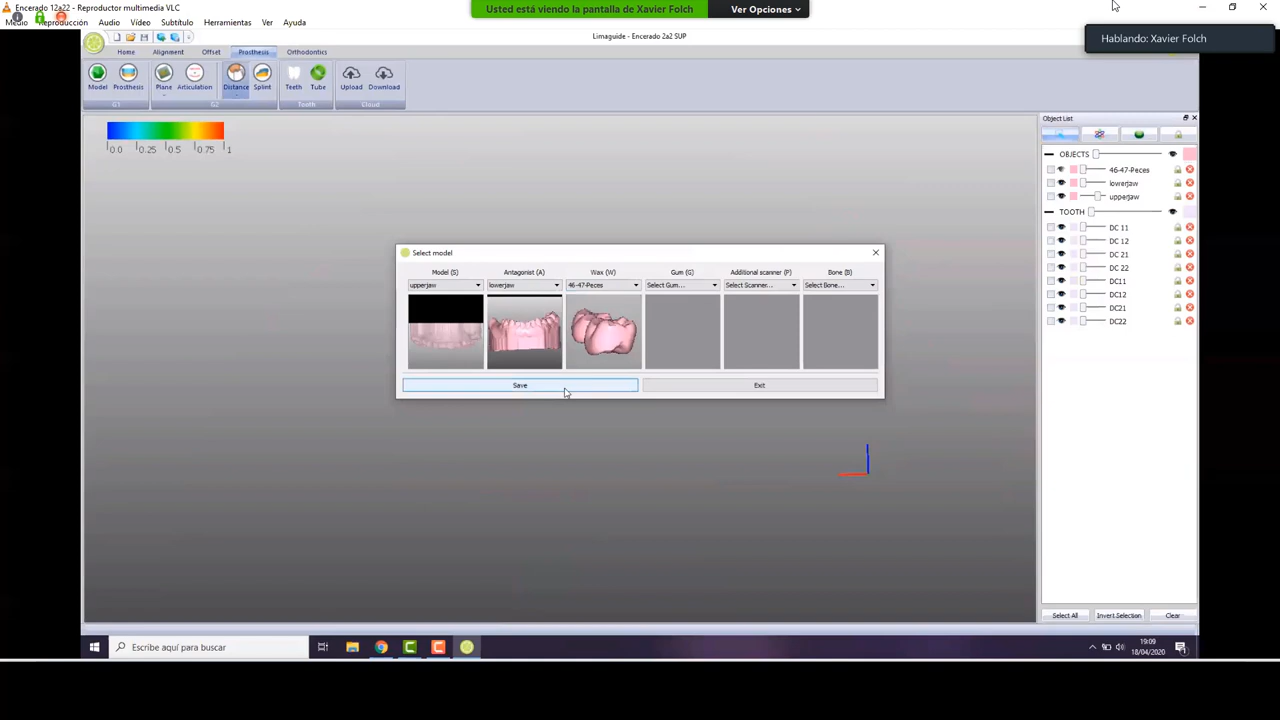 Encerado 12a22 - Reproductor multimedia VLC
Usted está viendo la pantalla de Xavier Folch
Ver Opciones
Medio Reproducción Audio Vídeo Subtítulo Herramientas Ver Ayuda
Hablando: Xavier Folch
Limaguide - Encerado 2a2 SUP
Home Alignment Offset Prosthesis Orthodontics
Model Prosthesis Plane Articulation Distance Splint Teeth Tube Upload Download
G1 G2 Tooth Cloud
Object List
0.0 0.25 0.5 0.75 1
OBJECTS
46-47-Peces
lowerjaw
upperjaw
TOOTH
DC 11
DC 12
DC 21
DC 22
DC11
DC12
DC21
DC22
Select model
Model (S) Antagonist (A) Wax (W) Gum (G) Additional scanner (P) Bone (B)
upperjaw lowerjaw 46-47-Peces Select Gum... Select Scanner... Select Bone...
Save Exit
Select All Invert Selection Clear
Escribe aquí para buscar
19:09
18/04/2020